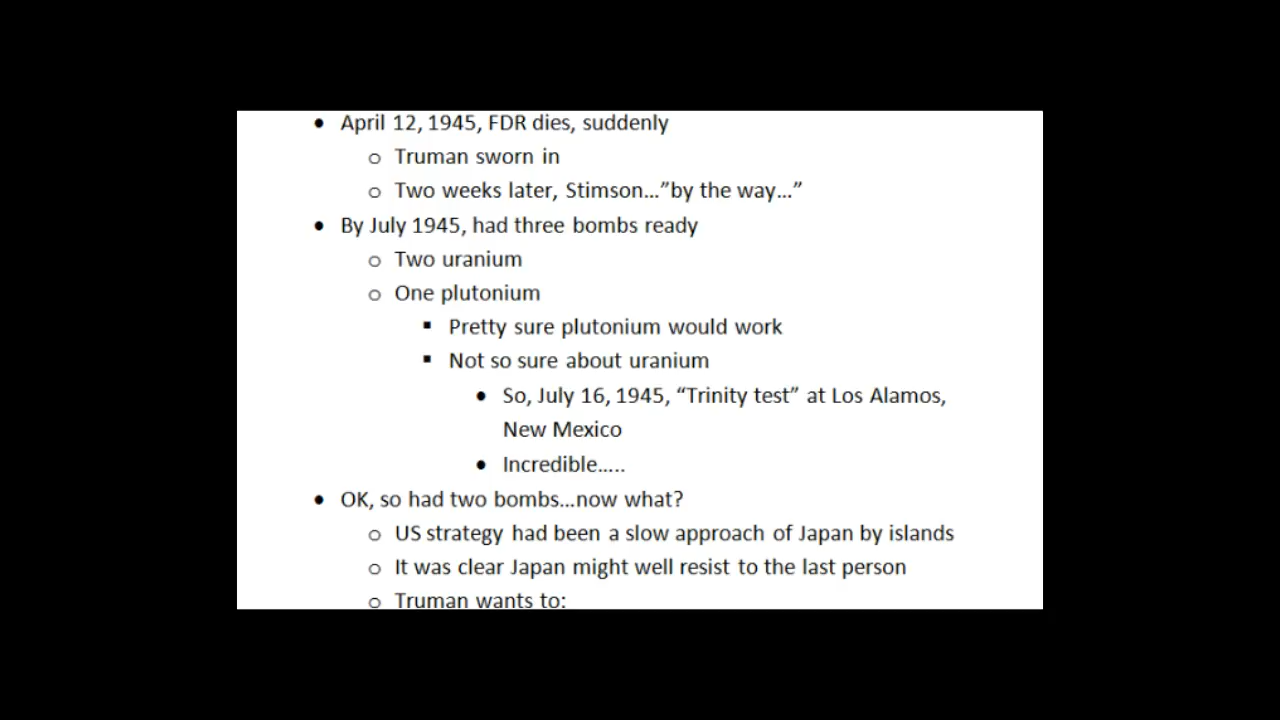 • April 12, 1945, FDR dies, suddenly
o Truman sworn in
o Two weeks later, Stimson…”by the way…”
• By July 1945, had three bombs ready
o Two uranium
o One plutonium
▪ Pretty sure plutonium would work
▪ Not so sure about uranium
• So, July 16, 1945, “Trinity test” at Los Alamos,
New Mexico
• Incredible…..
• OK, so had two bombs…now what?
o US strategy had been a slow approach of Japan by islands
o It was clear Japan might well resist to the last person
o Truman wants to: